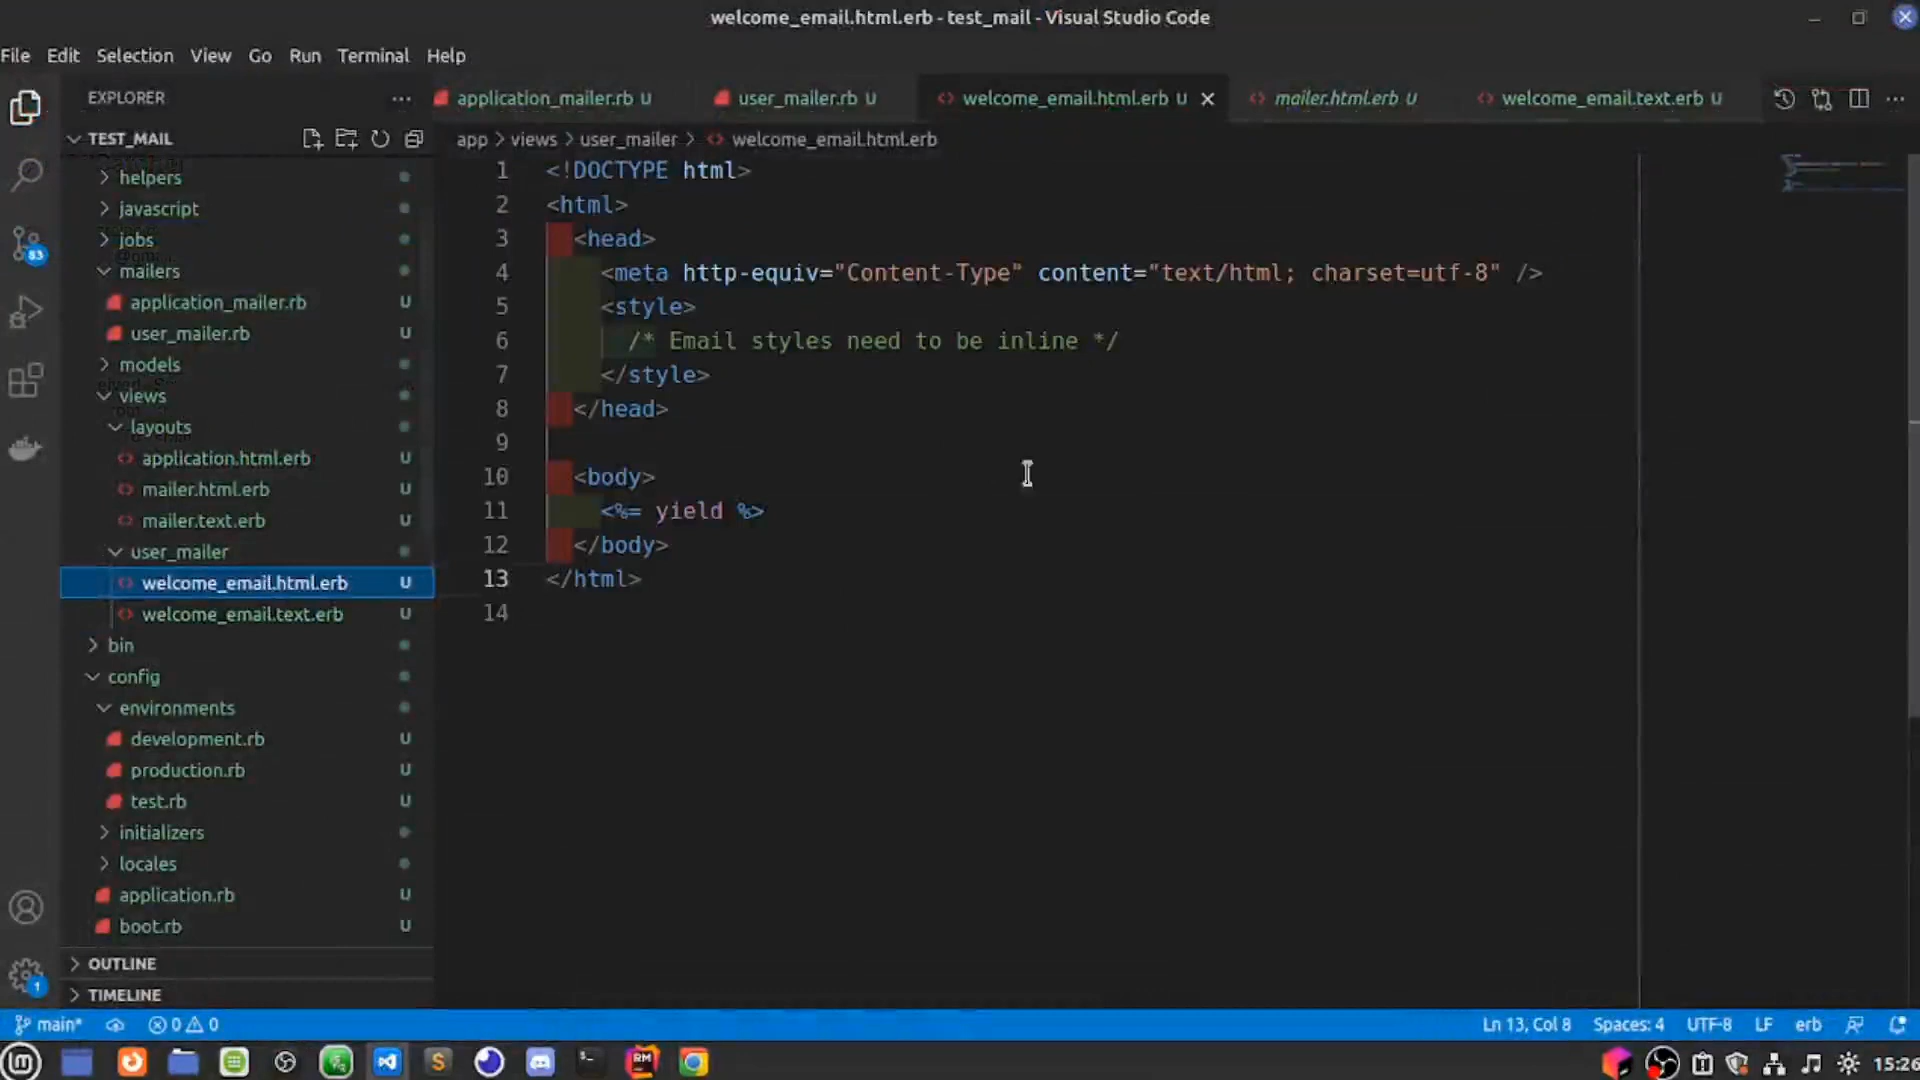 welcome_email.html.erb - test_mail - Visual Studio Code
File Edit Selection View Go Run Terminal Help
EXPLORER
application_mailer.rb U
user_mailer.rb U
welcome_email.html.erb U
mailer.html.erb U
welcome_email.text.erb U
TEST_MAIL
app > views > user_mailer > welcome_email.html.erb
helpers
javascript
jobs
mailers
application_mailer.rb U
user_mailer.rb U
models
views
layouts
application.html.erb U
mailer.html.erb U
mailer.text.erb U
user_mailer
welcome_email.html.erb U
welcome_email.text.erb U
bin
config
environments
development.rb U
production.rb U
test.rb U
initializers
locales
application.rb U
boot.rb U
OUTLINE
TIMELINE
83
1
1 <!DOCTYPE html>
2 <html>
3 <head>
4 <meta http-equiv="Content-Type" content="text/html; charset=utf-8" />
5 <style>
6 /* Email styles need to be inline */
7 </style>
8 </head>
9
10 <body>
11 <%= yield %>
12 </body>
13 </html>
14
main* 0 0
Ln 13, Col 8 Spaces: 4 UTF-8 LF erb
RM
15:26